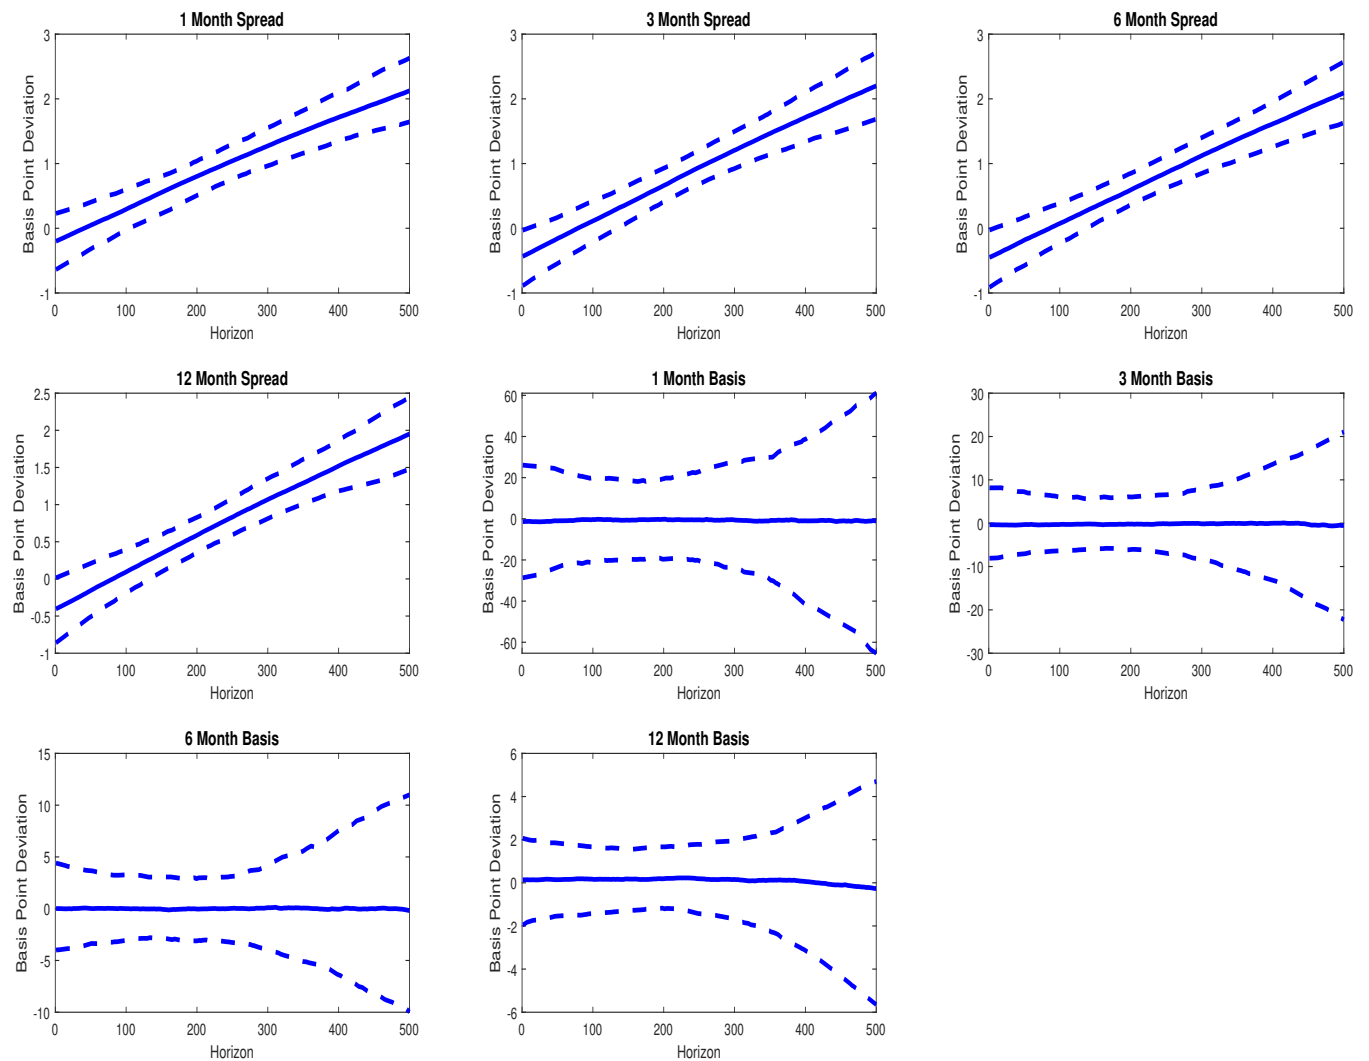 1 Month Spread
Basis Point Deviation
3
2
1
0
-1
0 100 200 300 400 500
Horizon
3 Month Spread
Basis Point Deviation
3
2
1
0
-1
0 100 200 300 400 500
Horizon
6 Month Spread
Basis Point Deviation
3
2
1
0
-1
0 100 200 300 400 500
Horizon
12 Month Spread
Basis Point Deviation
2.5
2
1.5
1
0.5
0
-0.5
-1
0 100 200 300 400 500
Horizon
1 Month Basis
Basis Point Deviation
60
40
20
0
-20
-40
-60
0 100 200 300 400 500
Horizon
3 Month Basis
Basis Point Deviation
30
20
10
0
-10
-20
-30
0 100 200 300 400 500
Horizon
6 Month Basis
Basis Point Deviation
15
10
5
0
-5
-10
0 100 200 300 400 500
Horizon
12 Month Basis
Basis Point Deviation
6
4
2
0
-2
-4
-6
0 100 200 300 400 500
Horizon